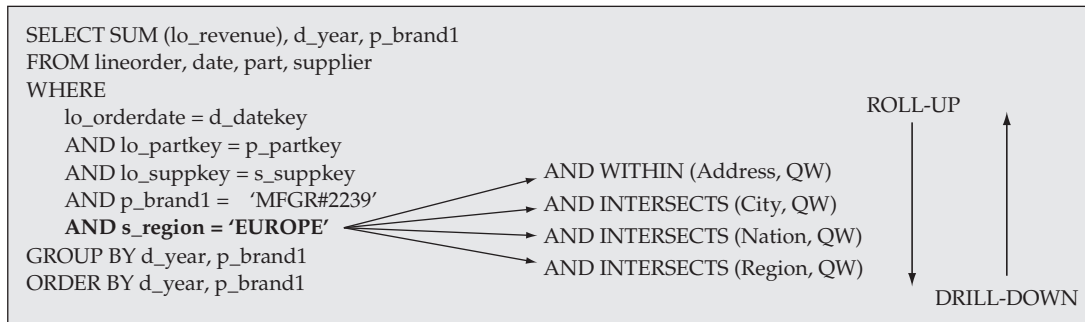 SELECT SUM (lo_revenue), d_year, p_brand1
FROM lineorder, date, part, supplier
WHERE
lo_orderdate = d_datekey
AND lo_partkey = p_partkey
AND lo_suppkey = s_suppkey
AND p_brand1 = ‘MFGR#2239’
AND s_region = ‘EUROPE’
GROUP BY d_year, p_brand1
ORDER BY d_year, p_brand1
AND WITHIN (Address, QW)
AND INTERSECTS (City, QW)
AND INTERSECTS (Nation, QW)
AND INTERSECTS (Region, QW)
ROLL-UP
DRILL-DOWN